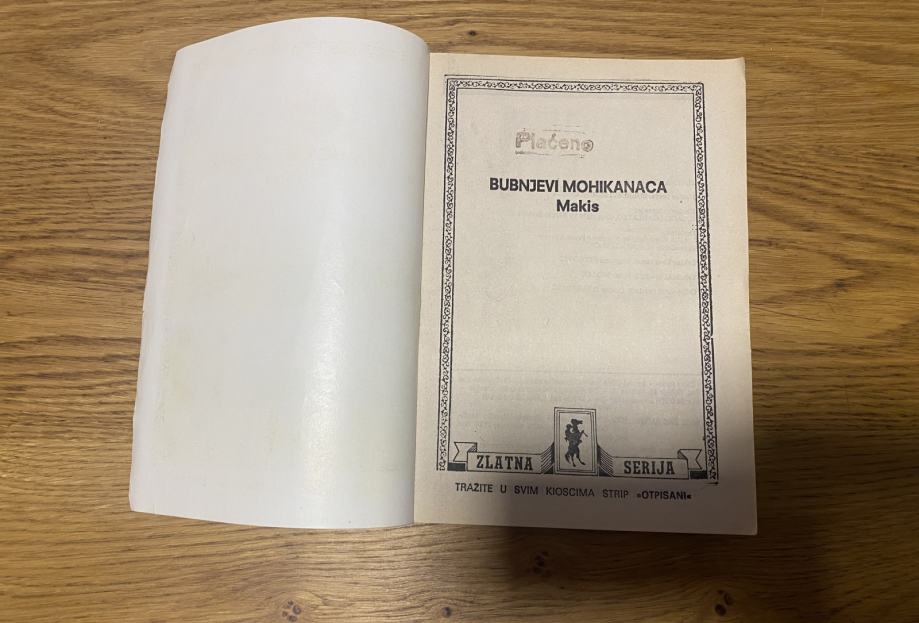 Plaćeno
BUBNJEVI MOHIKANACA
Makis
ZLATNA SERIJA
TRAŽITE U SVIM KIOSCIMA STRIP »OTPISANI«